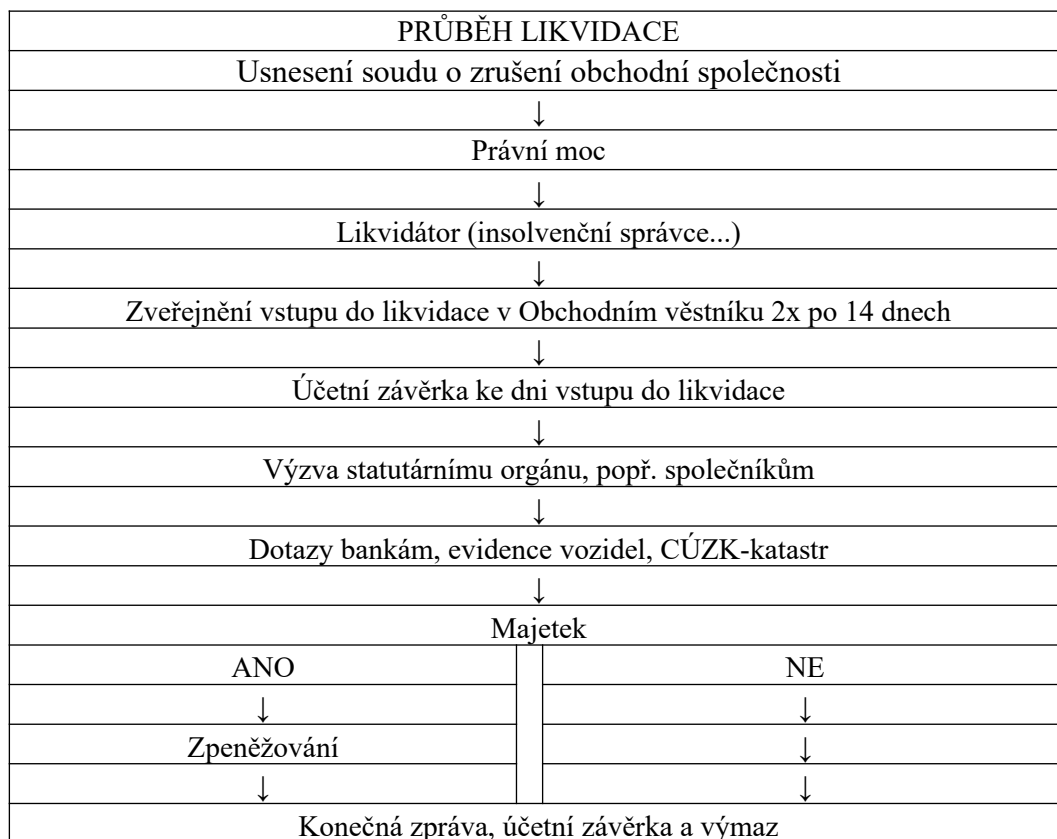 PRŮBĚH LIKVIDACE
Usnesení soudu o zrušení obchodní společnosti
↓
Právní moc
↓
Likvidátor (insolvenční správce...)
↓
Zveřejnění vstupu do likvidace v Obchodním věstníku 2x po 14 dnech
↓
Účetní závěrka ke dni vstupu do likvidace
↓
Výzva statutárnímu orgánu, popř. společníkům
↓
Dotazy bankám, evidence vozidel, CÚZK-katastr
↓
Majetek
ANO NE
↓ ↓
Zpeněžování ↓
↓ ↓
Konečná zpráva, účetní závěrka a výmaz